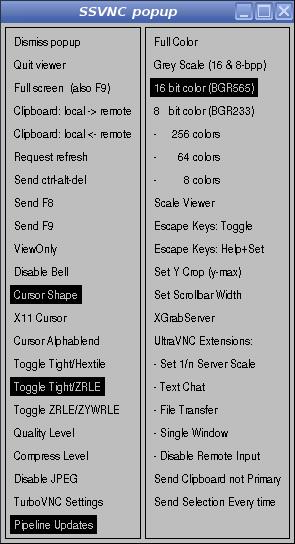 SSVNC popup
Dismiss popup
Quit viewer
Full screen (also F9)
Clipboard: local -> remote
Clipboard: local <- remote
Request refresh
Send ctrl-alt-del
Send F8
Send F9
ViewOnly
Disable Bell
Cursor Shape
X11 Cursor
Cursor Alphablend
Toggle Tight/Hextile
Toggle Tight/ZRLE
Toggle ZRLE/ZYWRLE
Quality Level
Compress Level
Disable JPEG
TurboVNC Settings
Pipeline Updates
Full Color
Grey Scale (16 & 8-bpp)
16 bit color (BGR565)
8 bit color (BGR233)
- 256 colors
- 64 colors
- 8 colors
Scale Viewer
Escape Keys: Toggle
Escape Keys: Help+Set
Set Y Crop (y-max)
Set Scrollbar Width
XGrabServer
UltraVNC Extensions:
- Set 1/n Server Scale
- Text Chat
- File Transfer
- Single Window
- Disable Remote Input
Send Clipboard not Primary
Send Selection Every time